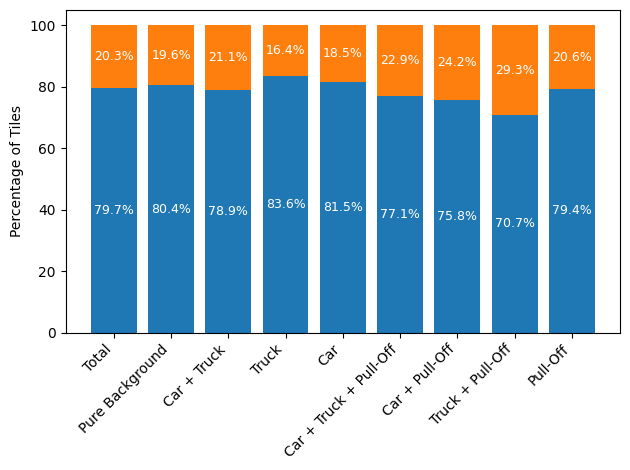 100
80
60
40
20
0
Percentage of Tiles
20.3%
19.6%
21.1%
16.4%
18.5%
22.9%
24.2%
29.3%
20.6%
79.7%
80.4%
78.9%
83.6%
81.5%
77.1%
75.8%
70.7%
79.4%
Total
Pure Background
Car + Truck
Truck
Car
Car + Truck + Pull-Off
Car + Pull-Off
Truck + Pull-Off
Pull-Off